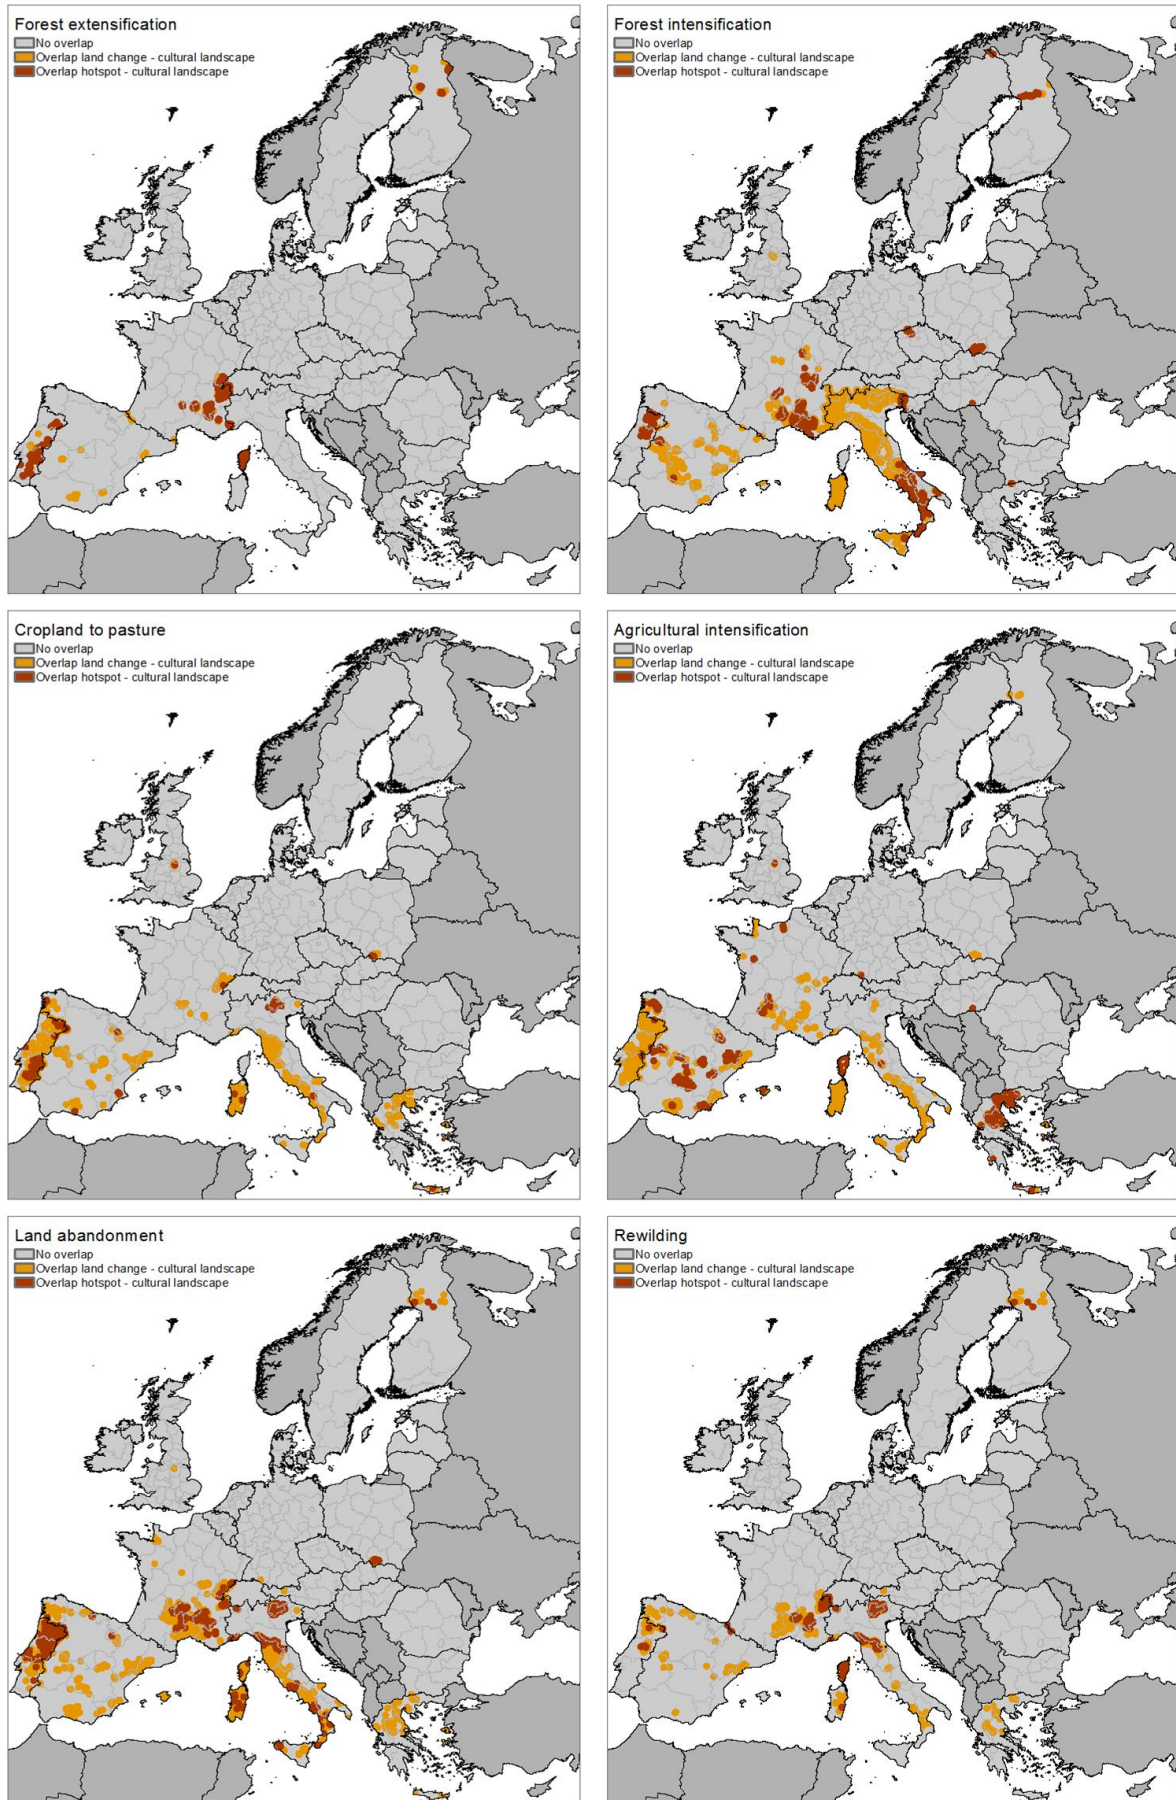 Forest extensification
No overlap
Overlap land change - cultural landscape
Overlap hotspot - cultural landscape
Forest intensification
No overlap
Overlap land change - cultural landscape
Overlap hotspot - cultural landscape
Cropland to pasture
No overlap
Overlap land change - cultural landscape
Overlap hotspot - cultural landscape
Agricultural intensification
No overlap
Overlap land change - cultural landscape
Overlap hotspot - cultural landscape
Land abandonment
No overlap
Overlap land change - cultural landscape
Overlap hotspot - cultural landscape
Rewilding
No overlap
Overlap land change - cultural landscape
Overlap hotspot - cultural landscape